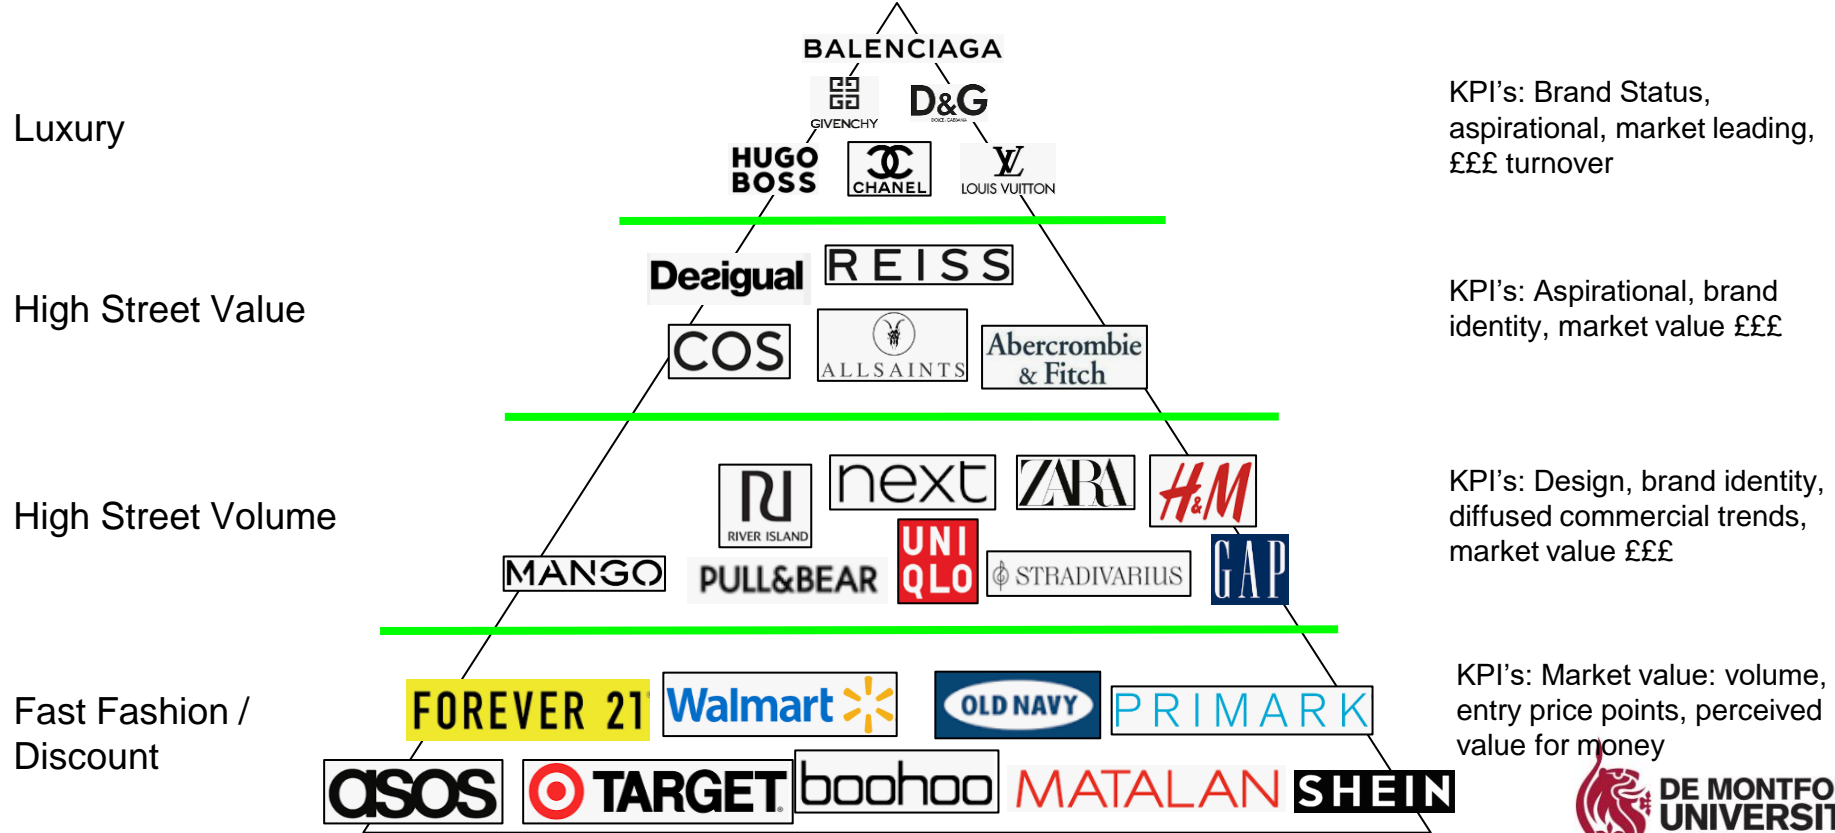 BALENCIAGA
GIVENCHY
D&G
DOLCE & GABBANA
Luxury
HUGO
BOSS
CHANEL
LV
LOUIS VUITTON
KPI's: Brand Status,
aspirational, market leading,
£££ turnover
Desigual
REISS
High Street Value
COS
ALLSAINTS
Abercrombie
& Fitch
KPI's: Aspirational, brand
identity, market value £££
High Street Volume
RI
RIVER ISLAND
next
ZARA
H&M
MANGO
PULL&BEAR
UNI
QLO
STRADIVARIUS
GAP
KPI's: Design, brand identity,
diffused commercial trends,
market value £££
Fast Fashion /
Discount
FOREVER 21
Walmart
OLD NAVY
PRIMARK
asos
TARGET
boohoo
MATALAN
SHEIN
KPI's: Market value: volume,
entry price points, perceived
value for money
DE MONTFO
UNIVERSIT